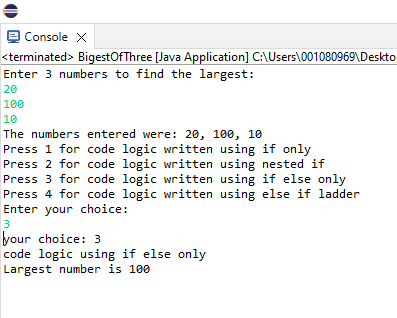 Console
<terminated> BigestOfThree [Java Application] C:\Users\001080969\Deskto
Enter 3 numbers to find the largest:
20
100
10
The numbers entered were: 20, 100, 10
Press 1 for code logic written using if only
Press 2 for code logic written using nested if
Press 3 for code logic written using if else only
Press 4 for code logic written using else if ladder
Enter your choice:
3
your choice: 3
code logic using if else only
Largest number is 100